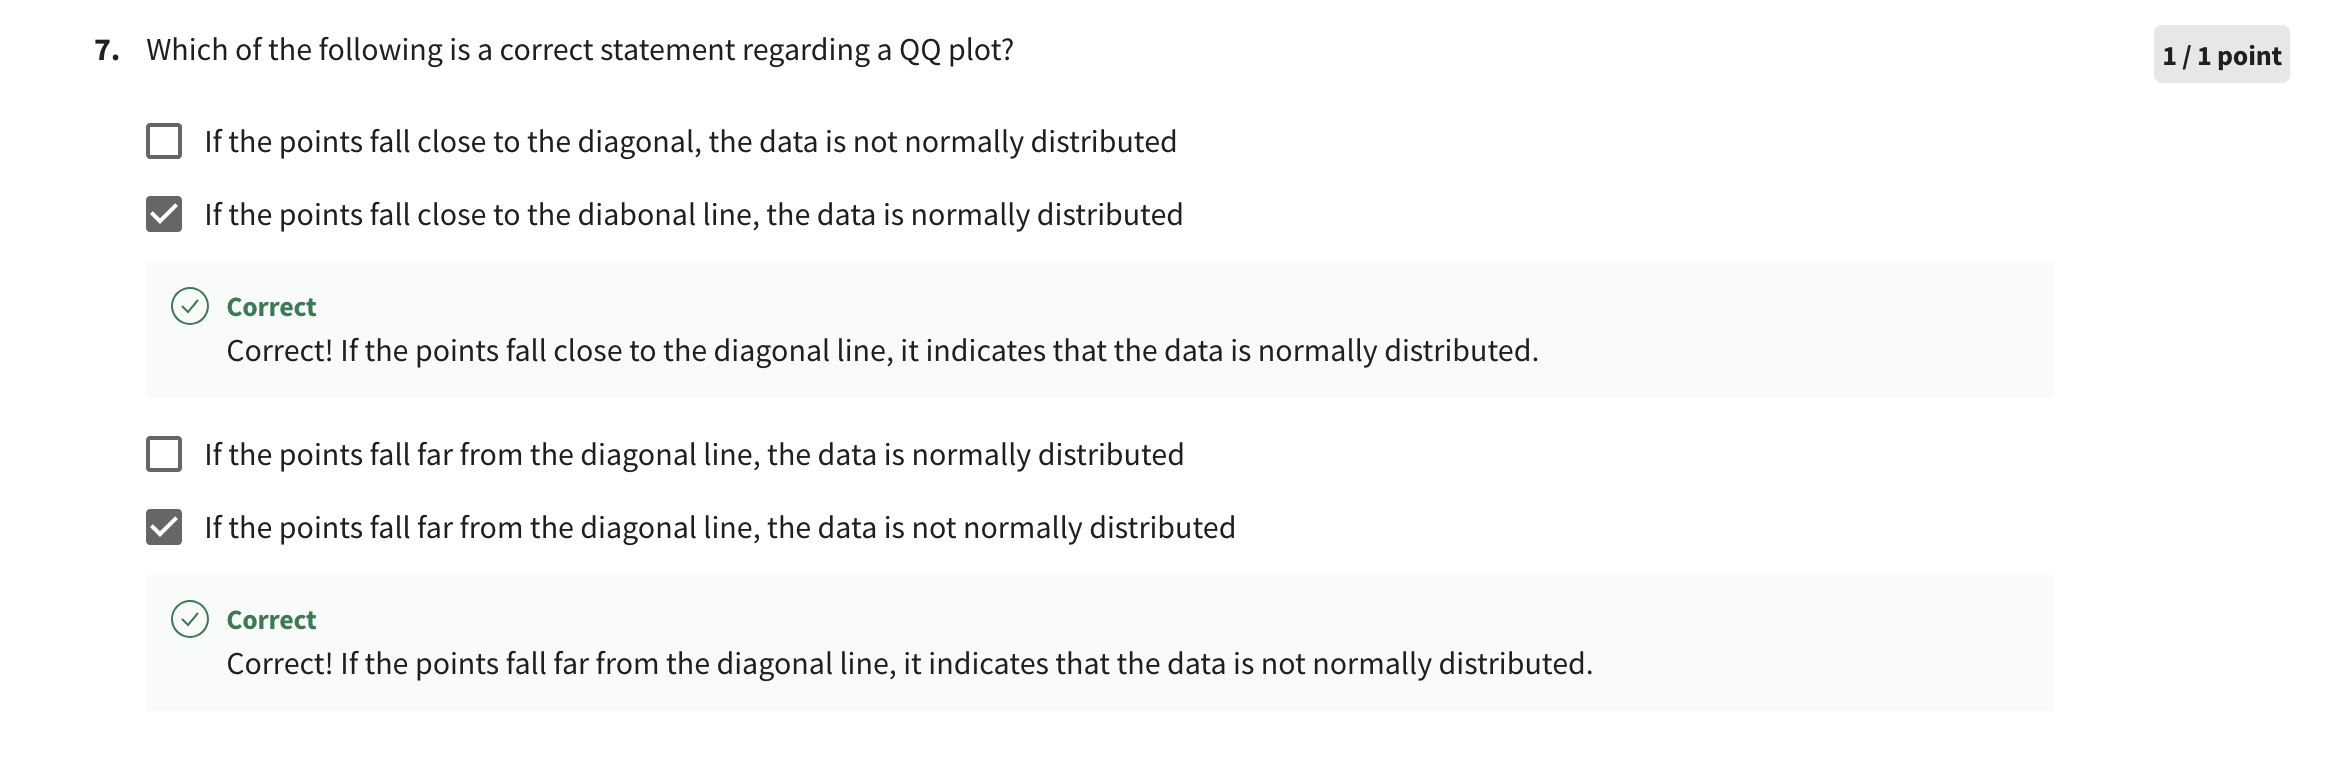 7. Which of the following is a correct statement regarding a QQ plot?
1 / 1 point
If the points fall close to the diagonal, the data is not normally distributed
If the points fall close to the diabonal line, the data is normally distributed
Correct
Correct! If the points fall close to the diagonal line, it indicates that the data is normally distributed.
If the points fall far from the diagonal line, the data is normally distributed
If the points fall far from the diagonal line, the data is not normally distributed
Correct
Correct! If the points fall far from the diagonal line, it indicates that the data is not normally distributed.